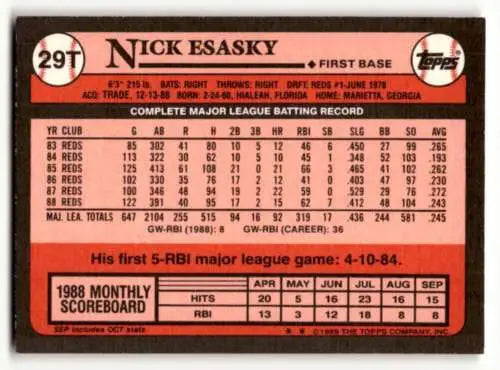 29T
NICK ESASKY
♦ FIRST BASE
Topps
6'3" 215 lb. BATS: RIGHT THROWS: RIGHT DRFT: REDS #1-JUNE 1978
ACQ: TRADE, 12-13-88 BORN: 2-24-60, HIALEAH, FLORIDA HOME: MARIETTA, GEORGIA
COMPLETE MAJOR LEAGUE BATTING RECORD
YR CLUB G AB R H 2B 3B HR RBI SB SLG BB SO AVG
83 REDS 85 302 41 80 10 5 12 46 6 .450 27 99 .265
84 REDS 113 322 30 62 10 5 10 45 1 .348 52 103 .193
85 REDS 125 413 61 108 21 0 21 66 3 .465 41 102 .262
86 REDS 102 330 35 76 17 2 12 41 0 .403 47 97 .230
87 REDS 100 346 48 94 19 2 22 59 0 .529 29 76 .272
88 REDS 122 391 40 95 17 2 15 62 7 .412 48 104 .243
MAJ. LEA. TOTALS 647 2104 255 515 94 16 92 319 17 .436 244 581 .245
GW-RBI (1988): 8 GW-RBI (CAREER): 36
His first 5-RBI major league game: 4-10-84.
1988 MONTHLY SCOREBOARD
APR MAY JUN JUL AUG SEP
HITS 20 5 16 23 16 15
RBI 13 3 12 18 8 8
SEP includes OCT stats
* * ©1989 THE TOPPS COMPANY, INC.